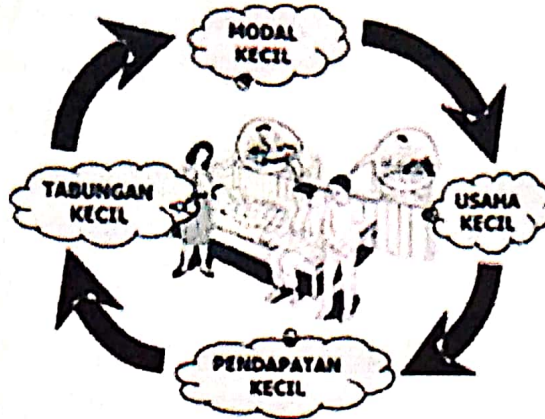 MODAL
KECIL
USAHA
KECIL
PENDAPATAN
KECIL
TABUNGAN
KECIL